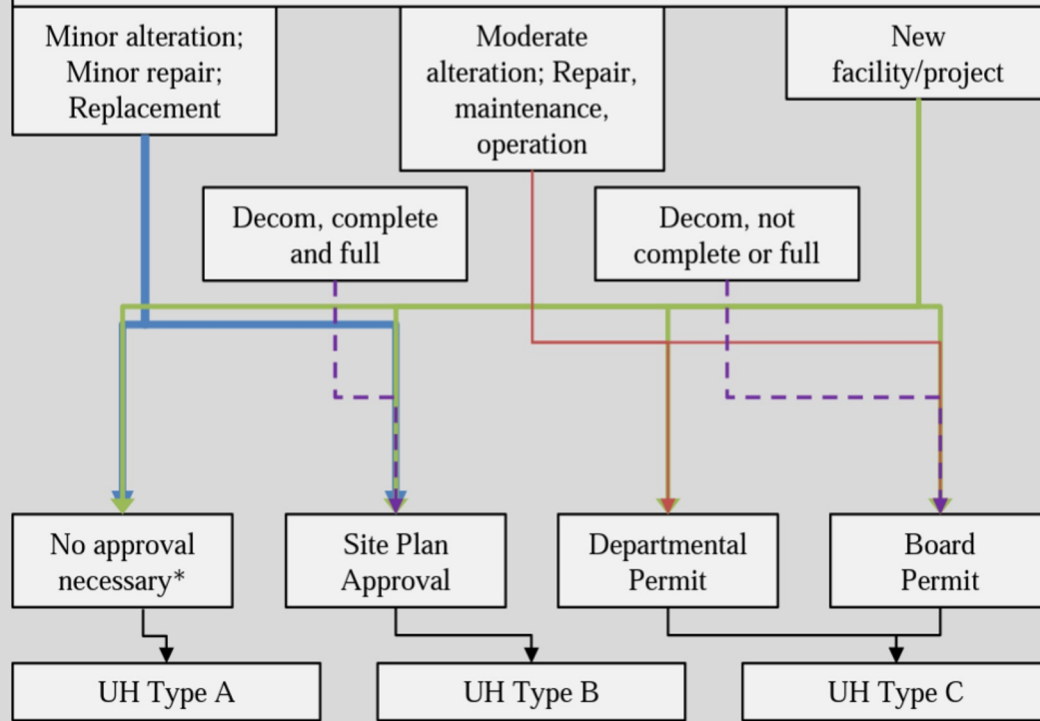 Minor alteration;
Minor repair;
Replacement
Moderate
alteration; Repair,
maintenance,
operation
New
facility/project
Decom, complete
and full
Decom, not
complete or full
No approval
necessary*
Site Plan
Approval
Departmental
Permit
Board
Permit
UH Type A
UH Type B
UH Type C